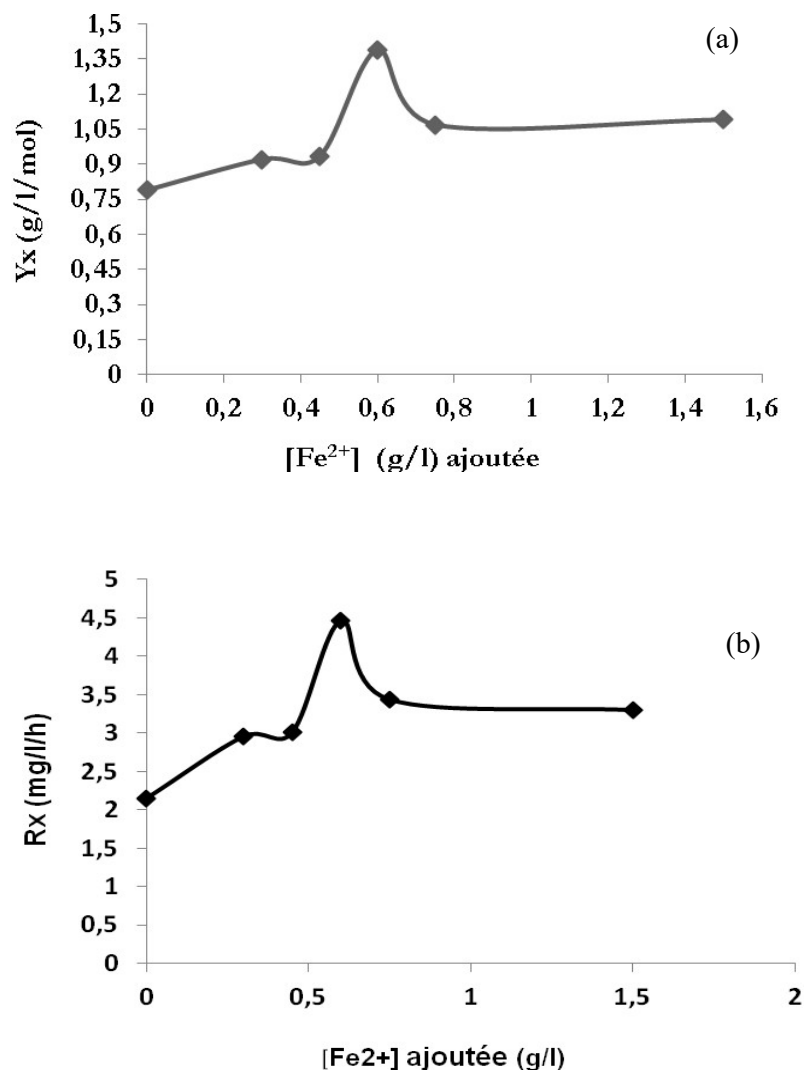 (a)
Yx (g/l/mol)
1,5
1,35
1,2
1,05
0,9
0,75
0,6
0,45
0,3
0,15
0
0 0,2 0,4 0,6 0,8 1 1,2 1,4 1,6
[Fe²⁺] (g/l) ajoutée
(b)
Rx (mg/l/h)
5
4,5
4
3,5
3
2,5
2
1,5
1
0,5
0
0 0,5 1 1,5 2
[Fe2+] ajoutée (g/l)